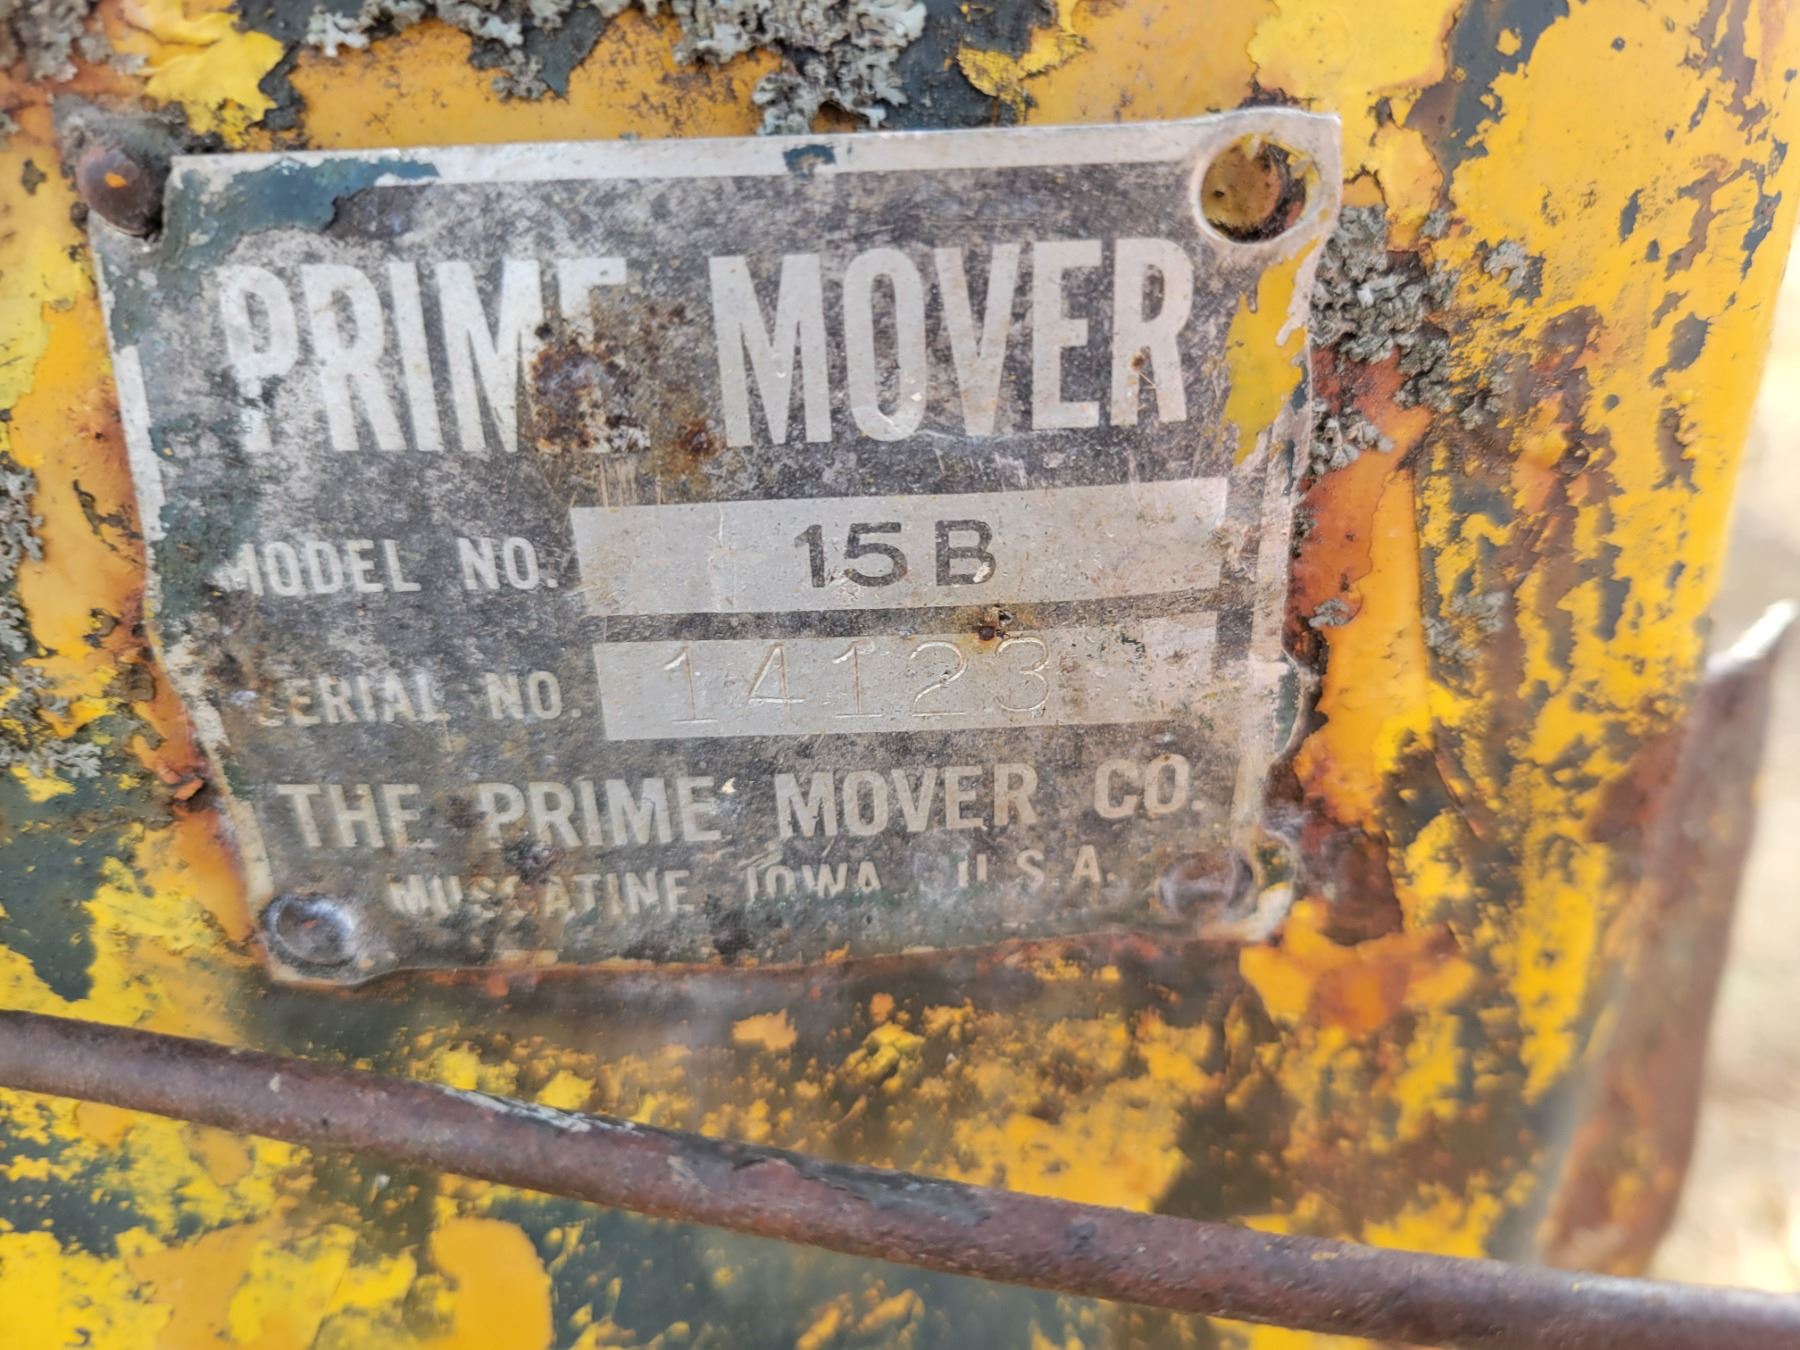 PRIME MOVER
MODEL NO. 15B
SERIAL NO. 14123
THE PRIME MOVER CO.
MUSCATINE IOWA U.S.A.